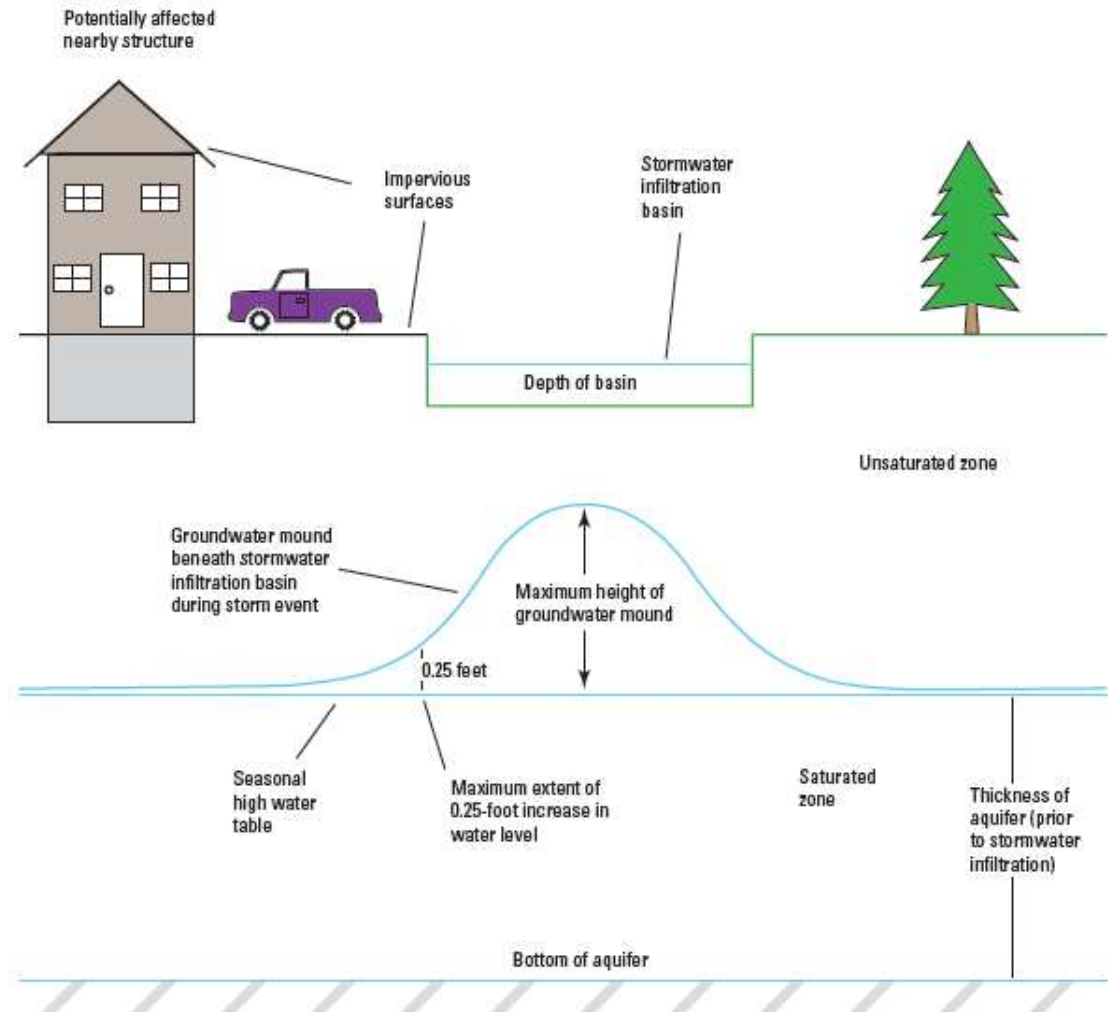 Potentially affected
nearby structure
Impervious
surfaces
Stormwater
infiltration
basin
Depth of basin
Unsaturated zone
Groundwater mound
beneath stormwater
infiltration basin
during storm event
Maximum height of
groundwater mound
0.25 feet
Seasonal
high water
table
Maximum extent of
0.25-foot increase in
water level
Saturated
zone
Thickness of
aquifer (prior
to stormwater
infiltration)
Bottom of aquifer